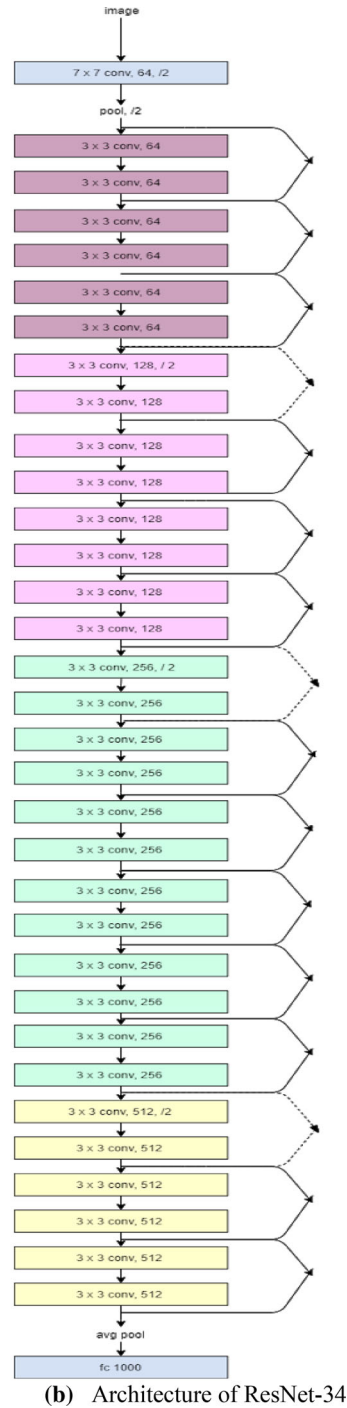 image
7 x 7 conv, 64, /2
pool, /2
3 x 3 conv, 64
3 x 3 conv, 64
3 x 3 conv, 64
3 x 3 conv, 64
3 x 3 conv, 64
3 x 3 conv, 64
3 x 3 conv, 128, / 2
3 x 3 conv, 128
3 x 3 conv, 128
3 x 3 conv, 128
3 x 3 conv, 128
3 x 3 conv, 128
3 x 3 conv, 128
3 x 3 conv, 128
3 x 3 conv, 256, / 2
3 x 3 conv, 256
3 x 3 conv, 256
3 x 3 conv, 256
3 x 3 conv, 256
3 x 3 conv, 256
3 x 3 conv, 256
3 x 3 conv, 256
3 x 3 conv, 256
3 x 3 conv, 256
3 x 3 conv, 256
3 x 3 conv, 256
3 x 3 conv, 512, /2
3 x 3 conv, 512
3 x 3 conv, 512
3 x 3 conv, 512
3 x 3 conv, 512
3 x 3 conv, 512
avg pool
fc 1000
(b) Architecture of ResNet-34